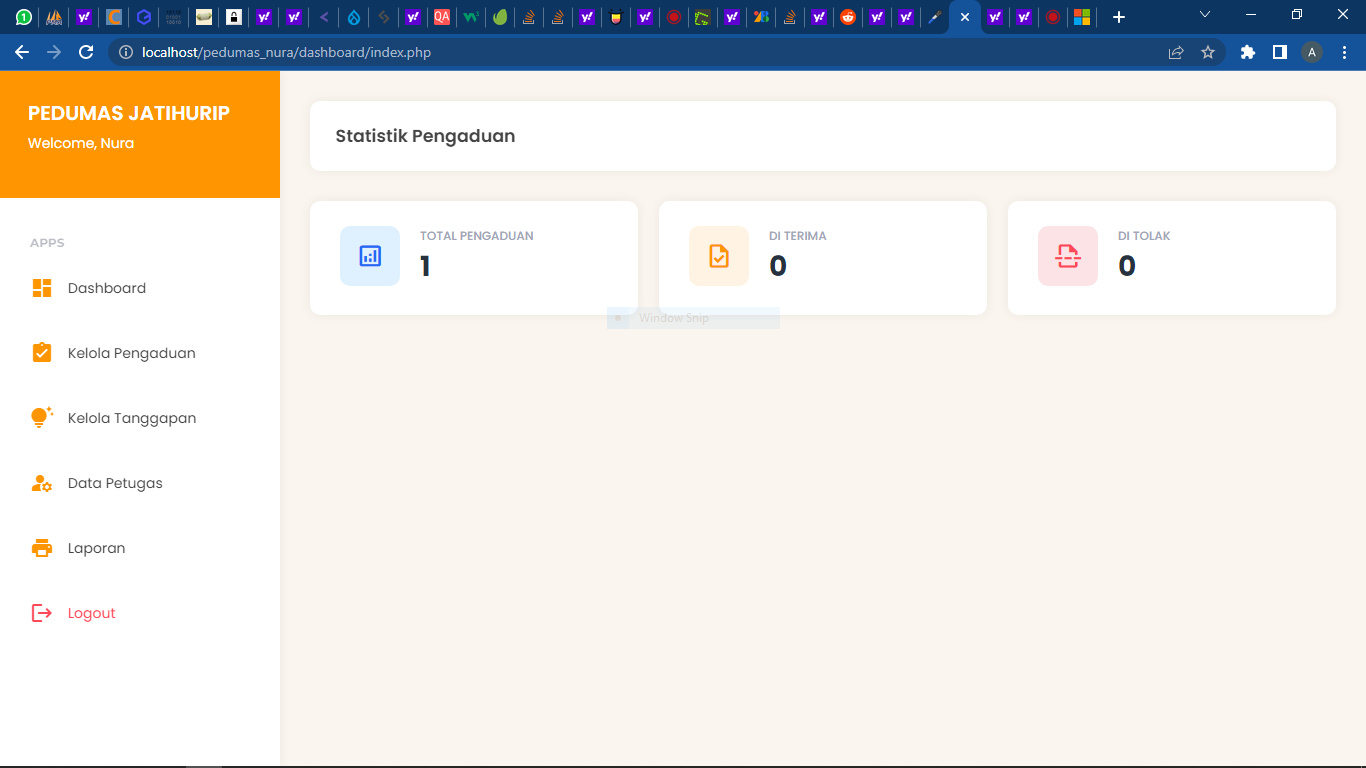 localhost/pedumas_nura/dashboard/index.php
A
PEDUMAS JATIHURIP
Welcome, Nura
APPS
Dashboard
Kelola Pengaduan
Kelola Tanggapan
Data Petugas
Laporan
Logout
Statistik Pengaduan
TOTAL PENGADUAN
1
DI TERIMA
0
DI TOLAK
0
Window Snip